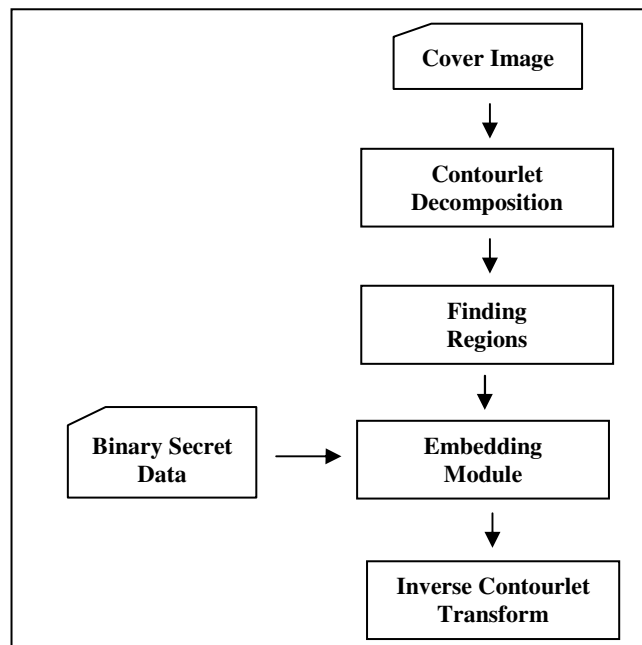 Cover Image
Contourlet
Decomposition
Finding
Regions
Binary Secret
Data
Embedding
Module
Inverse Contourlet
Transform